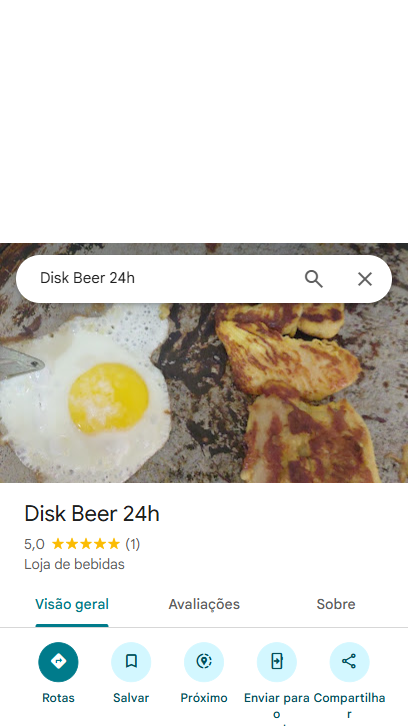 Disk Beer 24h
Disk Beer 24h
5,0 (1)
Loja de bebidas
Visão geral Avaliações Sobre
Rotas Salvar Próximo Enviar para o Compartilhar